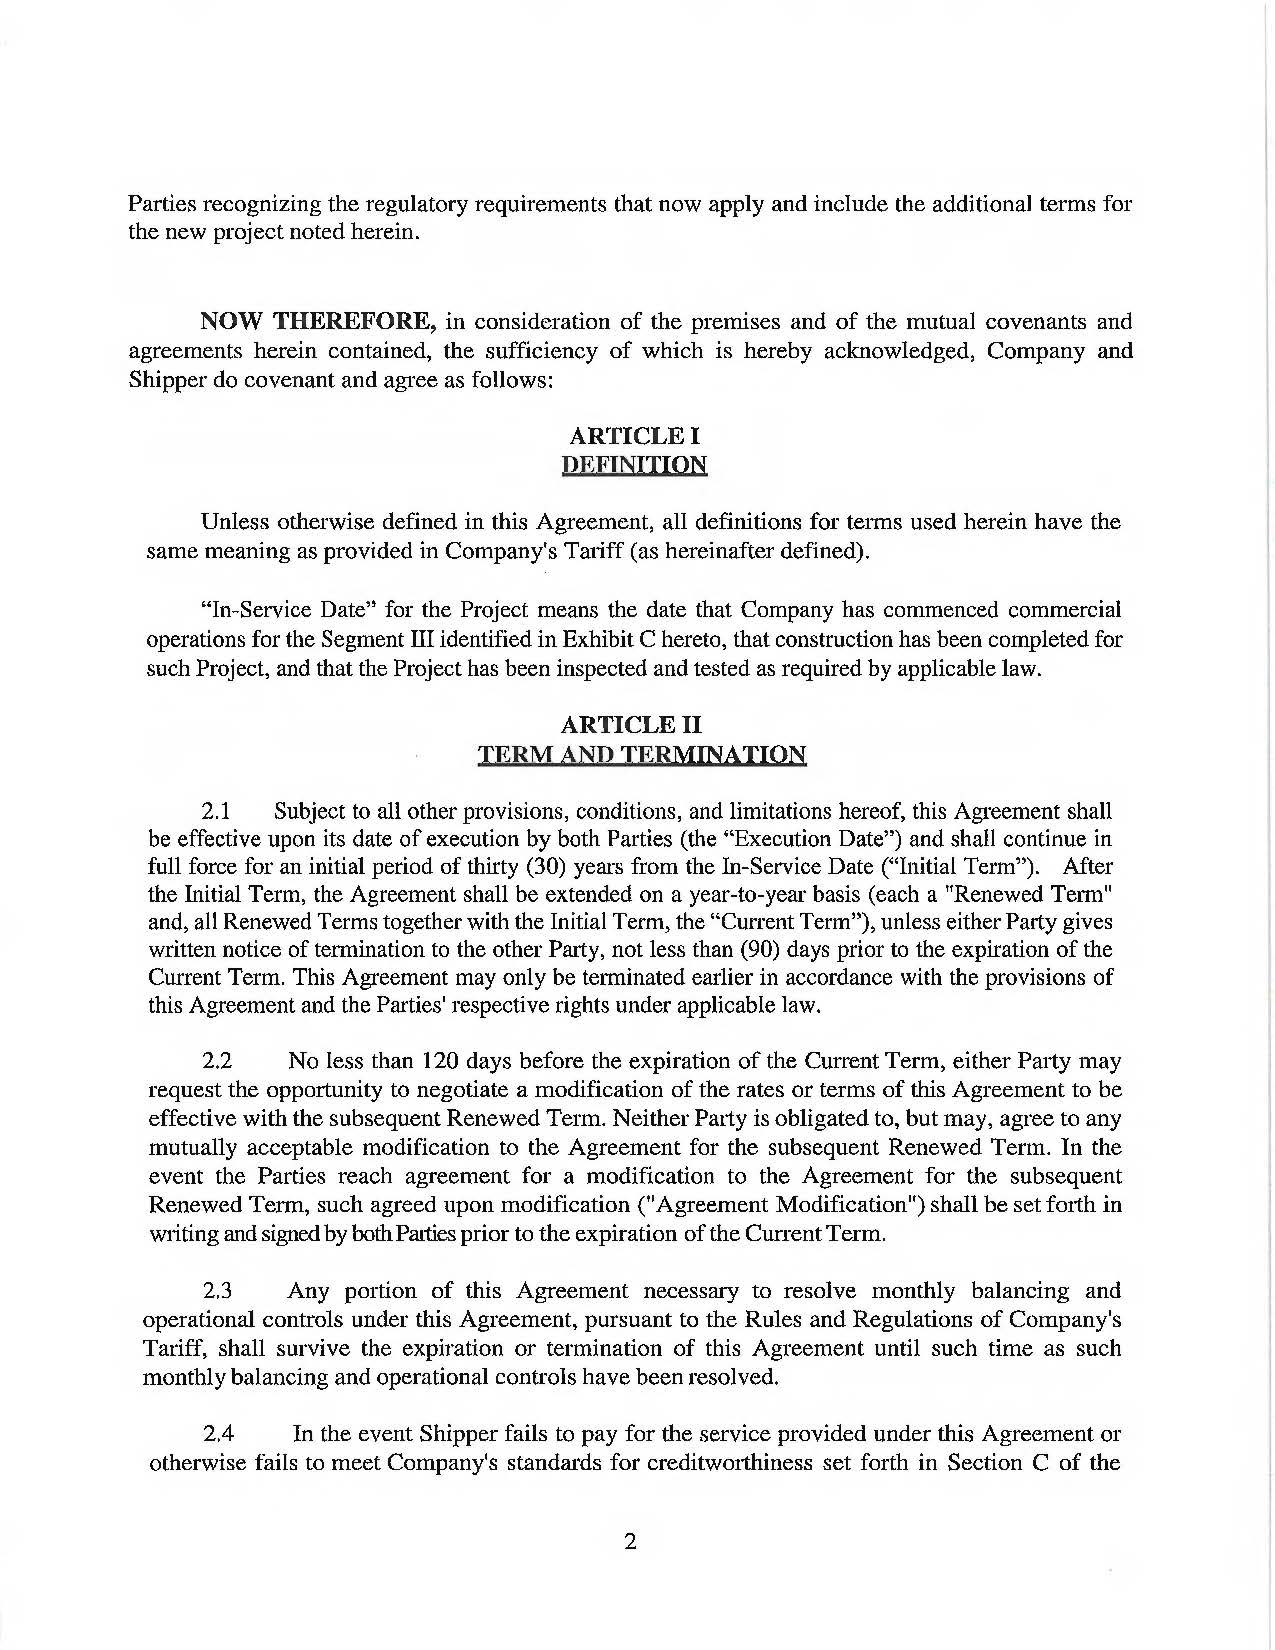 Parties recognizing the regulatory requirements that now apply and include the additional terms for
the new project noted herein.
NOW THEREFORE, in consideration of the premises and of the mutual covenants and
agreements herein contained, the sufficiency of which is hereby acknowledged, Company and
Shipper do covenant and agree as follows:
ARTICLE I
DEFINITION
Unless otherwise defined in this Agreement, all definitions for terms used herein have the
same meaning as provided in Company's Tariff (as hereinafter defined).
“In-Service Date” for the Project means the date that Company has commenced commercial
operations for the Segment III identified in Exhibit C hereto, that construction has been completed for
such Project, and that the Project has been inspected and tested as required by applicable law.
ARTICLE II
TERM AND TERMINATION
2.1 Subject to all other provisions, conditions, and limitations hereof, this Agreement shall
be effective upon its date of execution by both Parties (the “Execution Date”) and shall continue in
full force for an initial period of thirty (30) years from the In-Service Date (“Initial Term”). After
the Initial Term, the Agreement shall be extended on a year-to-year basis (each a "Renewed Term"
and, all Renewed Terms together with the Initial Term, the “Current Term”), unless either Party gives
written notice of termination to the other Party, not less than (90) days prior to the expiration of the
Current Term. This Agreement may only be terminated earlier in accordance with the provisions of
this Agreement and the Parties' respective rights under applicable law.
2.2 No less than 120 days before the expiration of the Current Term, either Party may
request the opportunity to negotiate a modification of the rates or terms of this Agreement to be
effective with the subsequent Renewed Term. Neither Party is obligated to, but may, agree to any
mutually acceptable modification to the Agreement for the subsequent Renewed Term. In the
event the Parties reach agreement for a modification to the Agreement for the subsequent
Renewed Term, such agreed upon modification ("Agreement Modification") shall be set forth in
writing and signed by both Parties prior to the expiration of the Current Term.
2.3 Any portion of this Agreement necessary to resolve monthly balancing and
operational controls under this Agreement, pursuant to the Rules and Regulations of Company's
Tariff, shall survive the expiration or termination of this Agreement until such time as such
monthly balancing and operational controls have been resolved.
2.4 In the event Shipper fails to pay for the service provided under this Agreement or
otherwise fails to meet Company's standards for creditworthiness set forth in Section C of the
2